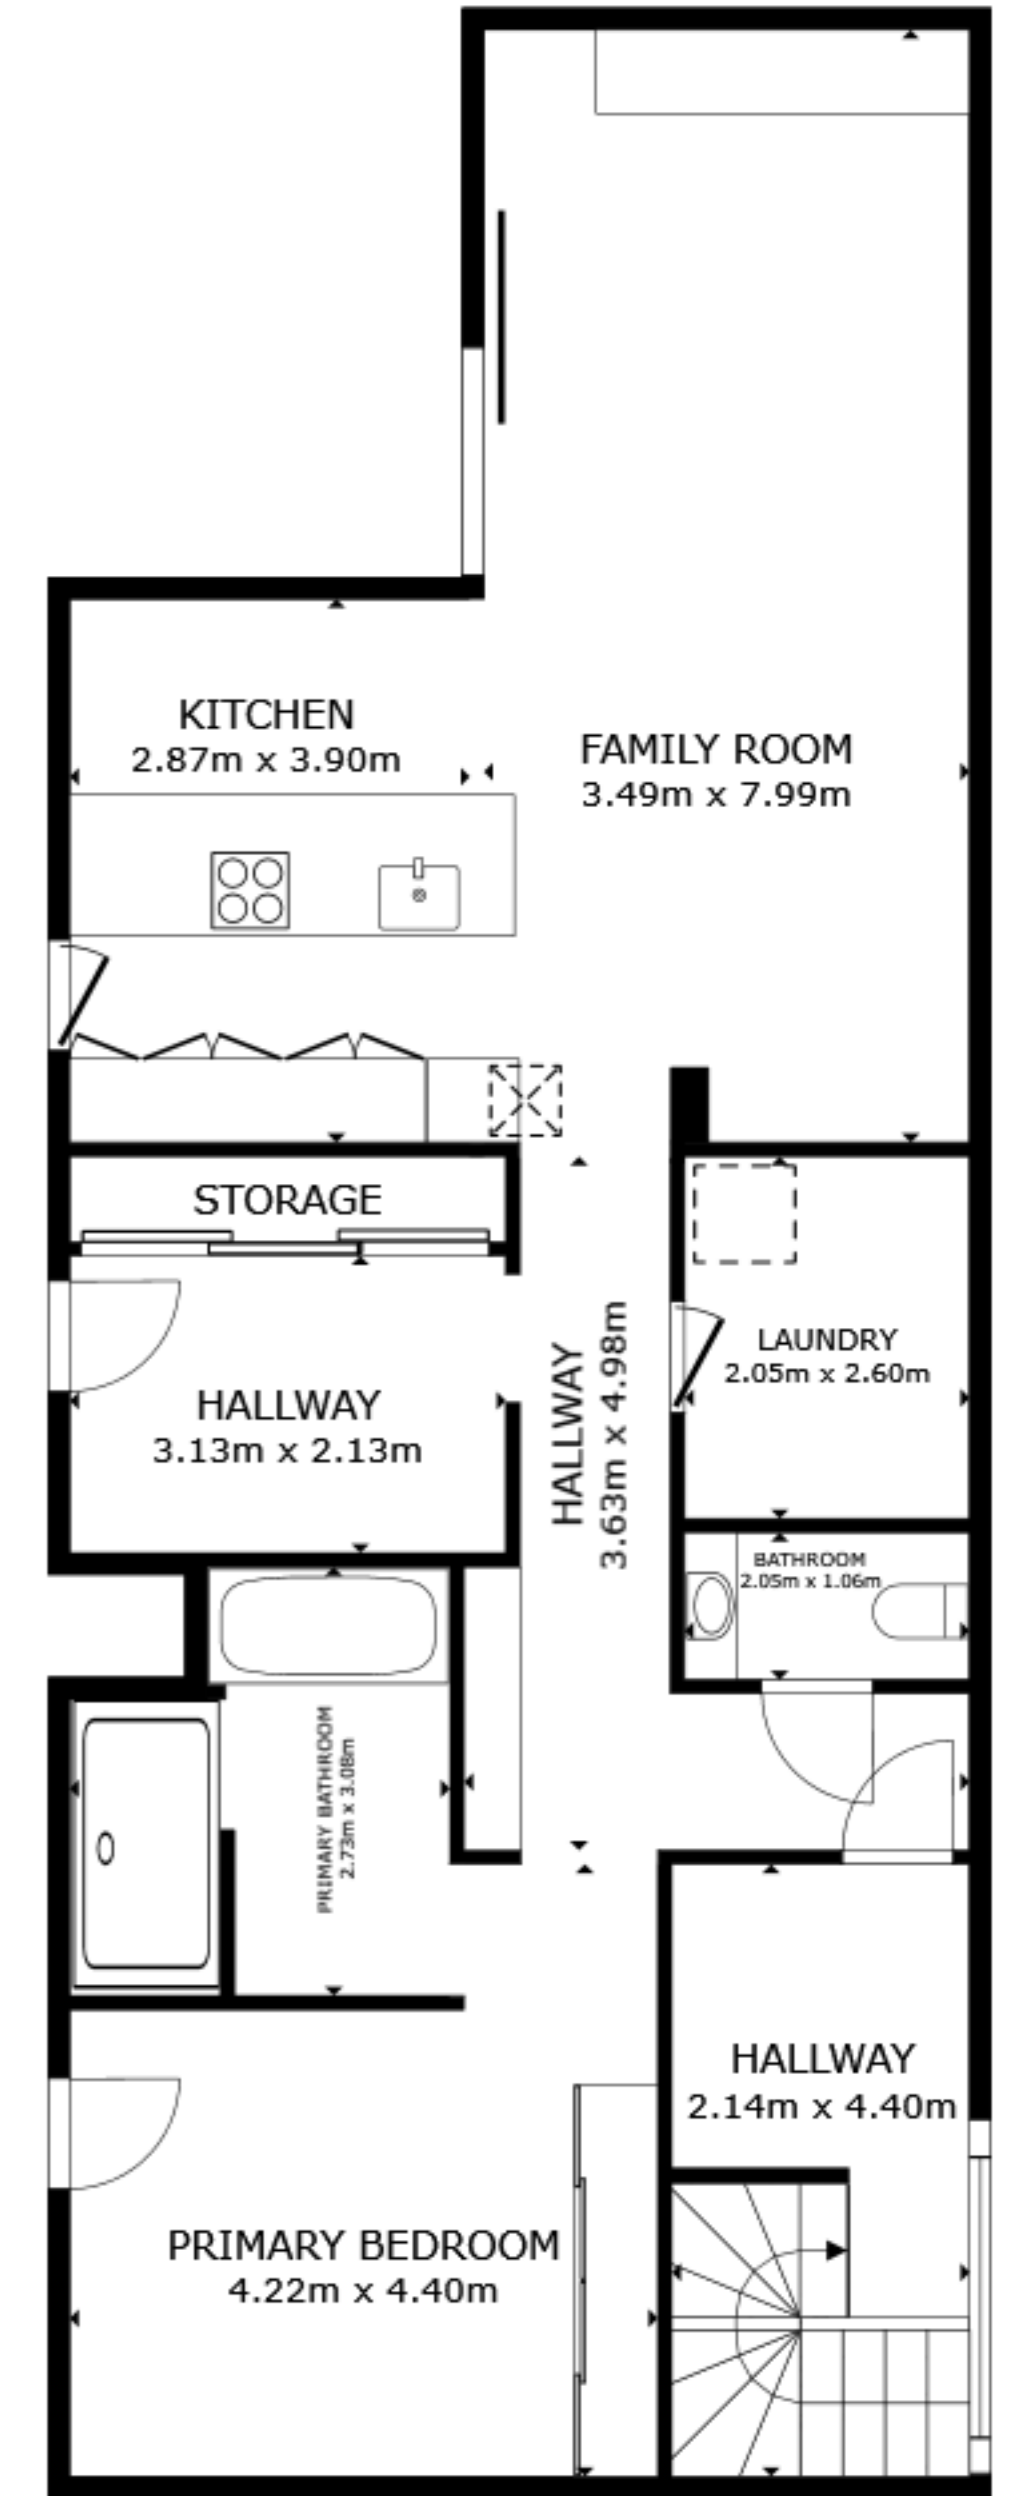 KITCHEN
2.87m x 3.90m
FAMILY ROOM
3.49m x 7.99m
STORAGE
HALLWAY
3.13m x 2.13m
HALLWAY
3.63m x 4.98m
LAUNDRY
2.05m x 2.60m
BATHROOM
2.05m x 1.06m
PRIMARY BATHROOM
2.73m x 3.08m
HALLWAY
2.14m x 4.40m
PRIMARY BEDROOM
4.22m x 4.40m